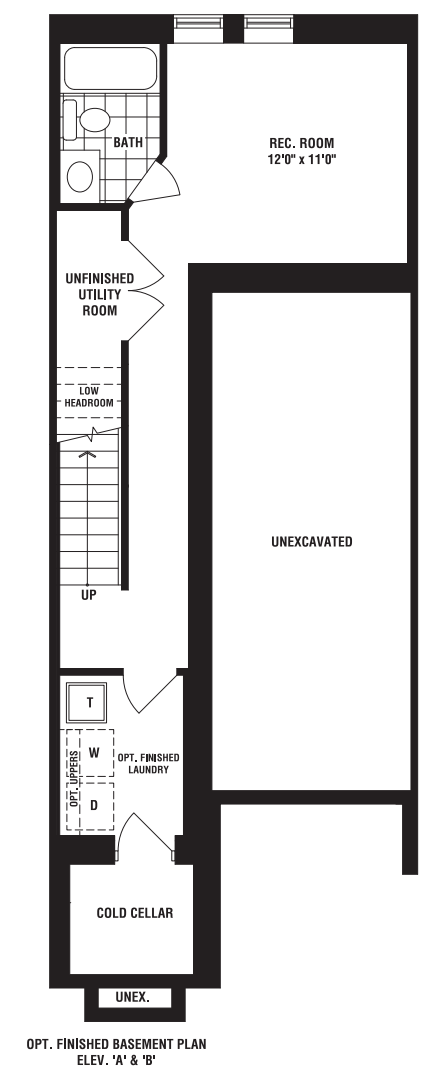 BATH
REC. ROOM
12'0" x 11'0"
UNFINISHED
UTILITY
ROOM
LOW
HEADROOM
UNEXCAVATED
UP
T
W
OPT. UPPERS
OPT. FINISHED
LAUNDRY
D
COLD CELLAR
UNEX.
OPT. FINISHED BASEMENT PLAN
ELEV. 'A' & 'B'